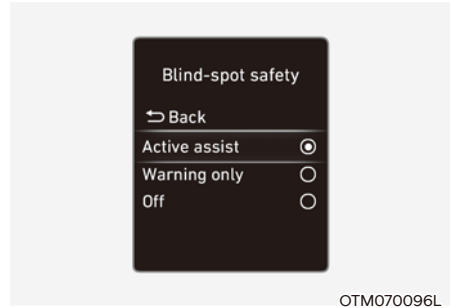 Blind-spot safety
Back
Active assist
Warning only
Off
OTM070096L